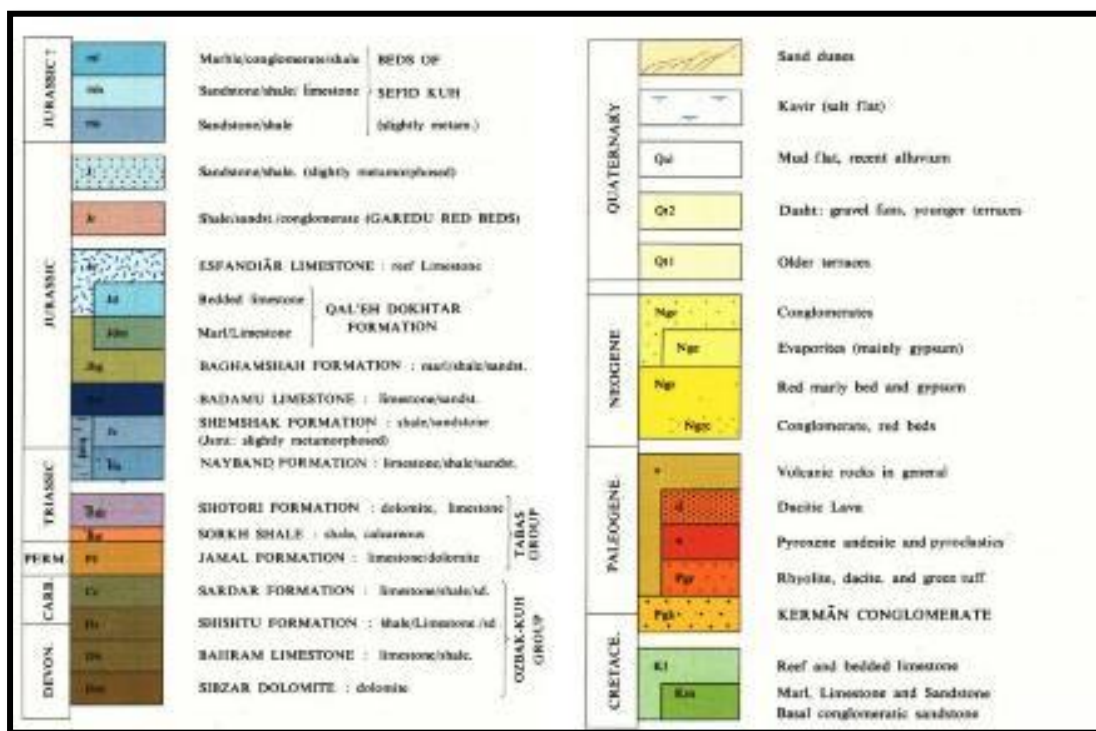 JURASSIC ?
Marble/conglomerate/shale
BEDS OF
Sandstone/shale/ limestone
SEFID KUH
Sandstone/shale
(slightly metam.)
JURASSIC
Sandstone/shale. (slightly metamorphosed)
Shale/sandst./conglomerate (GAREDU RED BEDS)
ESFANDIĀR LIMESTONE : reef Limestone
Bedded limestone
QAL'EH DOKHTAR
FORMATION
Marl/Limestone
BAGHAMSHAH FORMATION : marl/shale/sandst.
BADAMU LIMESTONE : limestone/sandst.
SHEMSHAK FORMATION : shale/sandstone
slightly metamorphosed)
NAYBAND FORMATION : limestone/shale/sandst.
TRIASSIC
SHOTORI FORMATION : dolomite, limestone
SORKH SHALE : shale, calcareous
PERM.
JAMAL FORMATION : limestone/dolomite
TABAS
GROUP
CARB.
SARDAR FORMATION : limestone/shale/
SHISHTU FORMATION : shale/Limestone
DEVON.
BAHRAM LIMESTONE : limestone/shale.
SIBZAR DOLOMITE : dolomite
OZBAK-KUH
GROUP
QUATERNARY
Sand dunes
Kavir (salt flat)
Mud flat, recent alluvium
Qt2
Dasht: gravel fans, younger terraces
Qt1
Older terraces
NEOGENE
Conglomerates
Evaporites (mainly gypsum)
Red marly bed and gypsum
Conglomerate, red beds
PALEOGENE.
Volcanic rocks in general
Dacitic Lava
Pyroxene andesite and pyroclastics
Pgr
Rhyolite, dacite, and green tuff
Pgk
KERMĀN CONGLOMERATE
CRETACE.
Reef and bedded limestone
Marl, Limestone and Sandstone
Basal conglomeratic sandstone